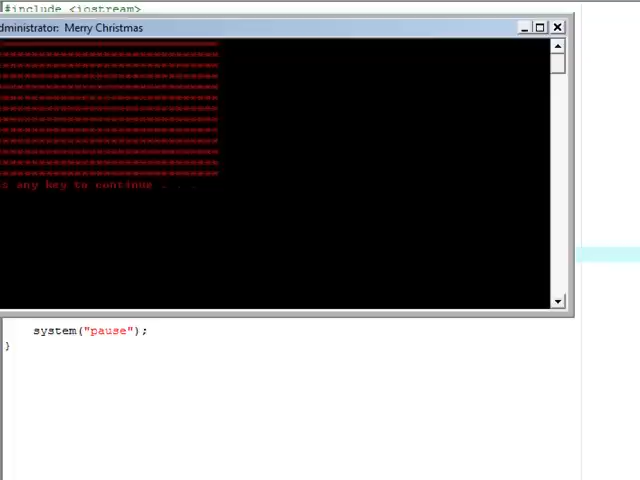 #include <iostream>
dministrator: Merry Christmas
s any key to continue . . .
system("pause");
}